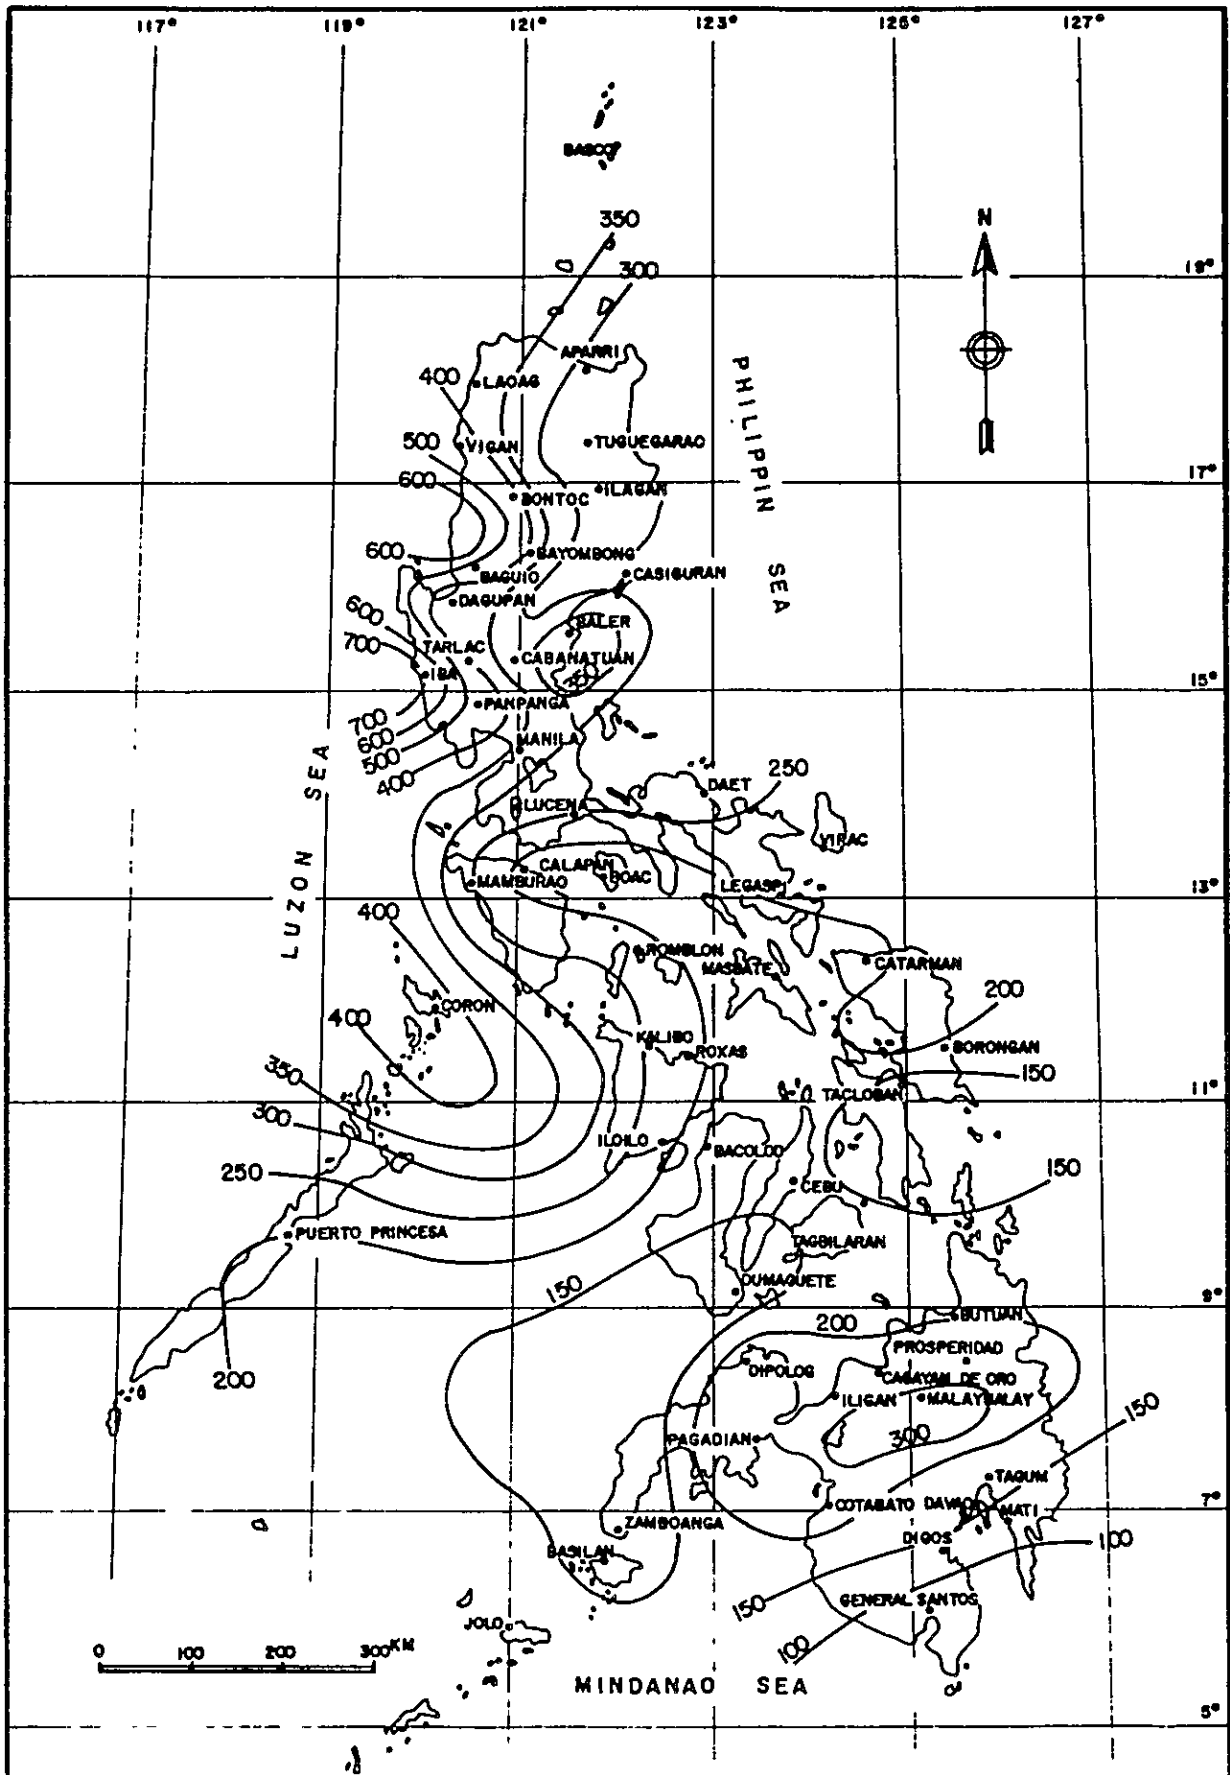 117°
119°
121°
123°
125°
127°
BASCO
350
N
300
19°
APARRI
400
LAOAG
PHILIPPIN SEA
500
VIGAN
TUGUEGARAO
17°
600
BONTOC
ILAGAN
600
BAYOMBONG
BAGUIO
CASIGURAN
600
DAGUPAN
BALER
700
TARLAC
CABANATUAN
IBA
350
15°
700
PANPANGA
600
MANILA
500
400
LUZON SEA
DAET
250
LUCENA
VIRAC
CALAPAN
BOAC
MAMBURAO
LEGASPI
13°
400
ROMBLON
MASBATE
CATARMAN
CORON
200
400
KALIBO
ROXAS
BORONGAN
350
150
TACLOBAN
11°
300
ILOILO
BACOLOD
250
CEBU
150
PUERTO PRINCESA
TAGBILARAN
150
DUMAGUETE
9°
200
BUTUAN
PROSPERIDAD
200
DIPOLOG
CAGAYAN DE ORO
ILIGAN
MALAYBALAY
150
PAGADIAN
300
TAGUM
COTABATO
DAVAO
MATI
7°
ZAMBOANGA
DIGOS
100
BASILAN
150
GENERAL SANTOS
JOLO
100
0 100 200 300 KM
MINDANAO SEA
5°